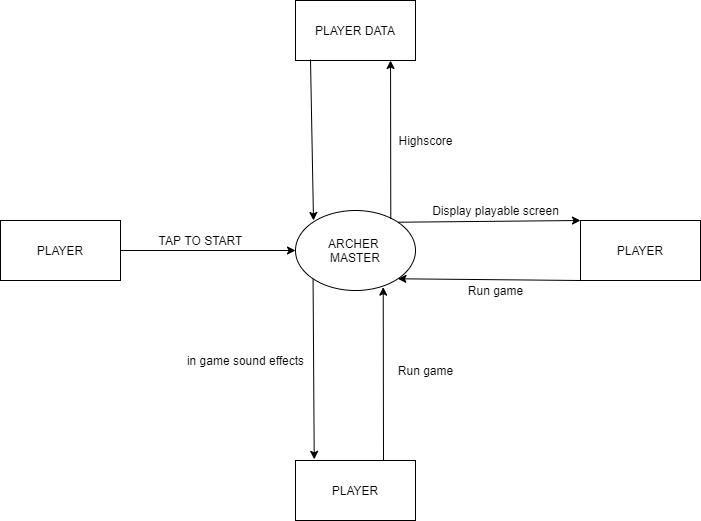 PLAYER DATA
Highscore
Display playable screen
PLAYER
TAP TO START
ARCHER
MASTER
PLAYER
Run game
in game sound effects
Run game
PLAYER